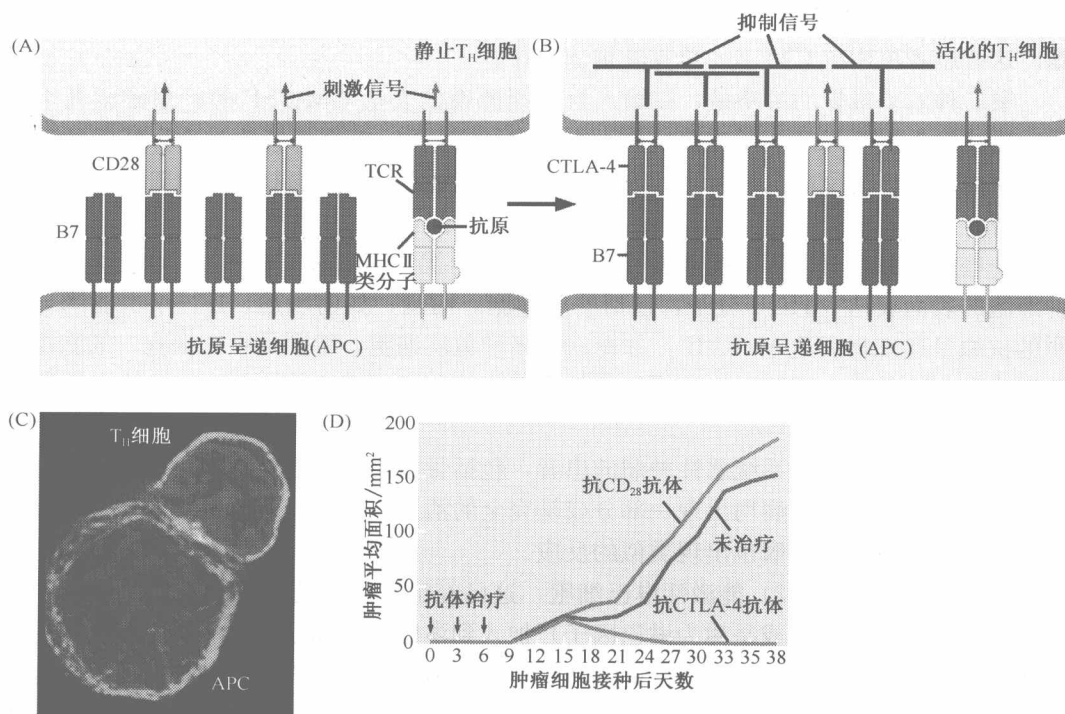 (A)
静止TH细胞
刺激信号
CD28
TCR
B7
抗原
MHCⅡ
类分子
抗原呈递细胞(APC)
(B)
抑制信号
活化的TH细胞
CTLA-4
B7
抗原呈递细胞 (APC)
(C)
TH细胞
APC
(D)
200
150
100
50
0
肿瘤平均面积/mm²
抗体治疗
抗CD28抗体
未治疗
抗CTLA-4抗体
0 3 6 9 12 15 18 21 24 27 30 33 35 38
肿瘤细胞接种后天数